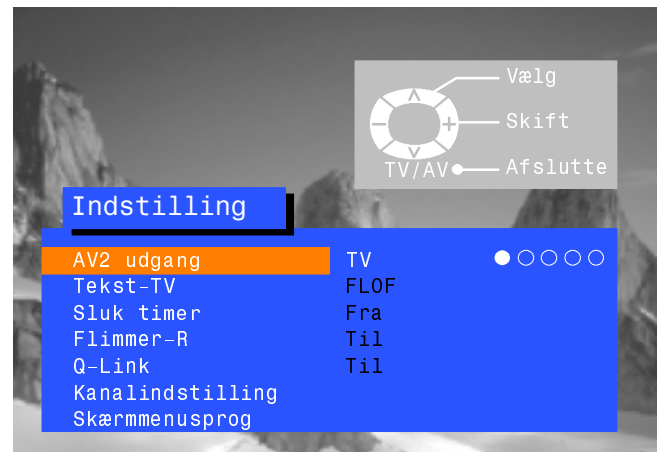 Vælg
Skift
TV/AV Afslutte
Indstilling
AV2 udgang TV
Tekst-TV FLOF
Sluk timer Fra
Flimmer-R Til
Q-Link Til
Kanalindstilling
Skærmmenusprog